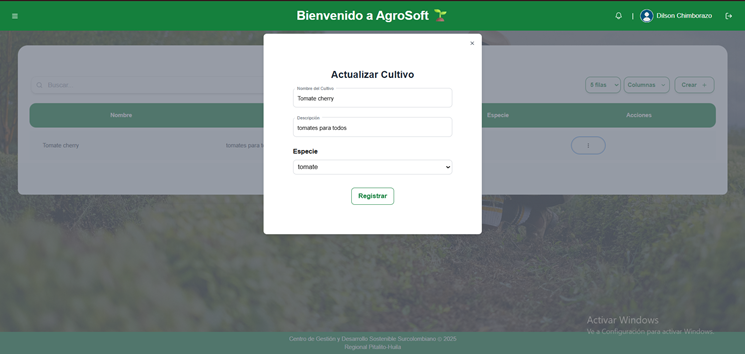 Bienvenido a AgroSoft
| Dilson Chimborazo
×
Actualizar Cultivo
Nombre del Cultivo
Tomate cherry
Descripción
tomates para todos
Especie
tomate
Registrar
Buscar
5 filas
Columnas
Crear +
Nombre
Especie
Acciones
Tomate cherry
tomates para t
Activar Windows
Ve a Configuración para activar Windows.
Centro de Gestión y Desarrollo Sostenible Surcolombiano © 2025
Regional Pitalito-Huila